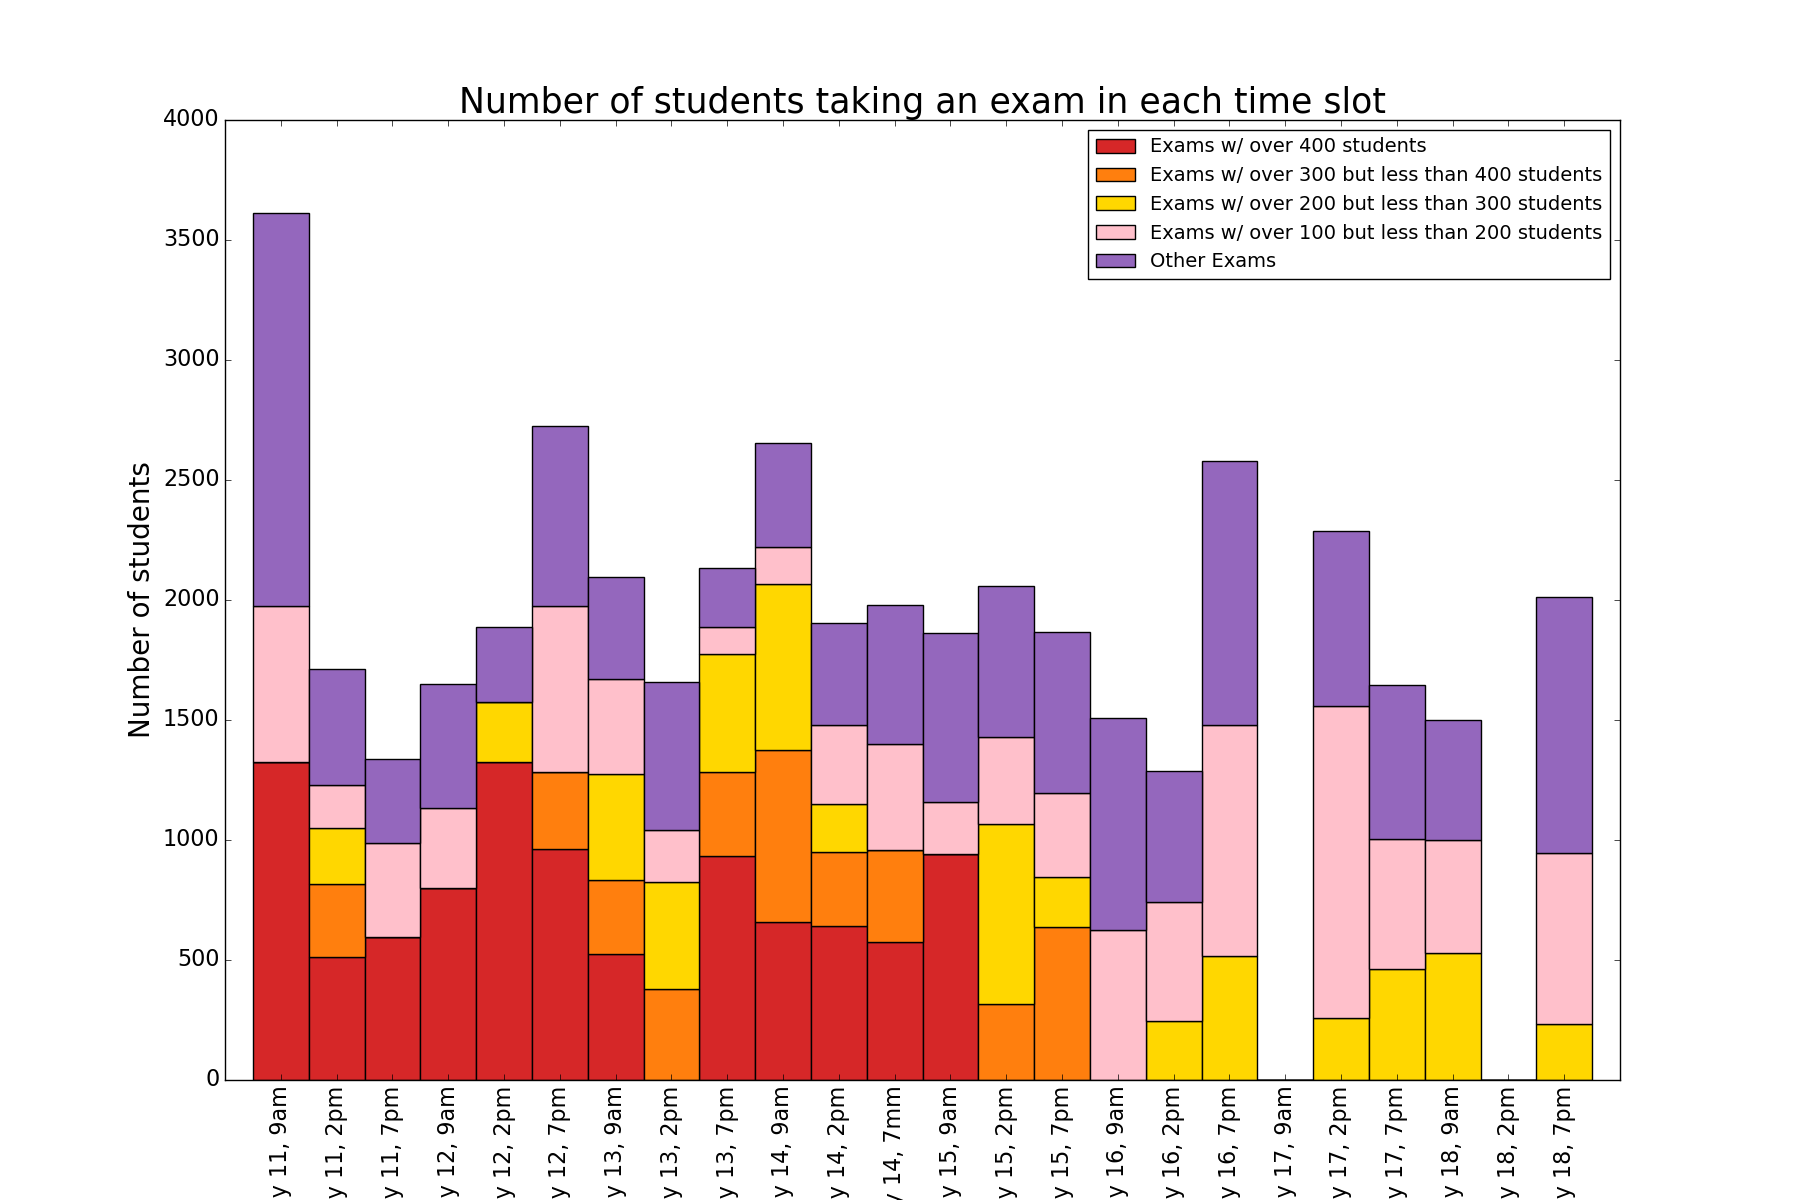 Number of students taking an exam in each time slot
Number of students
4000
3500
3000
2500
2000
1500
1000
500
0
Exams w/ over 400 students
Exams w/ over 300 but less than 400 students
Exams w/ over 200 but less than 300 students
Exams w/ over 100 but less than 200 students
Other Exams
y 11, 9am
y 11, 2pm
y 11, 7pm
y 12, 9am
y 12, 2pm
y 12, 7pm
y 13, 9am
y 13, 2pm
y 13, 7pm
y 14, 9am
y 14, 2pm
y 14, 7mm
y 15, 9am
y 15, 2pm
y 15, 7pm
y 16, 9am
y 16, 2pm
y 16, 7pm
y 17, 9am
y 17, 2pm
y 17, 7pm
y 18, 9am
y 18, 2pm
y 18, 7pm